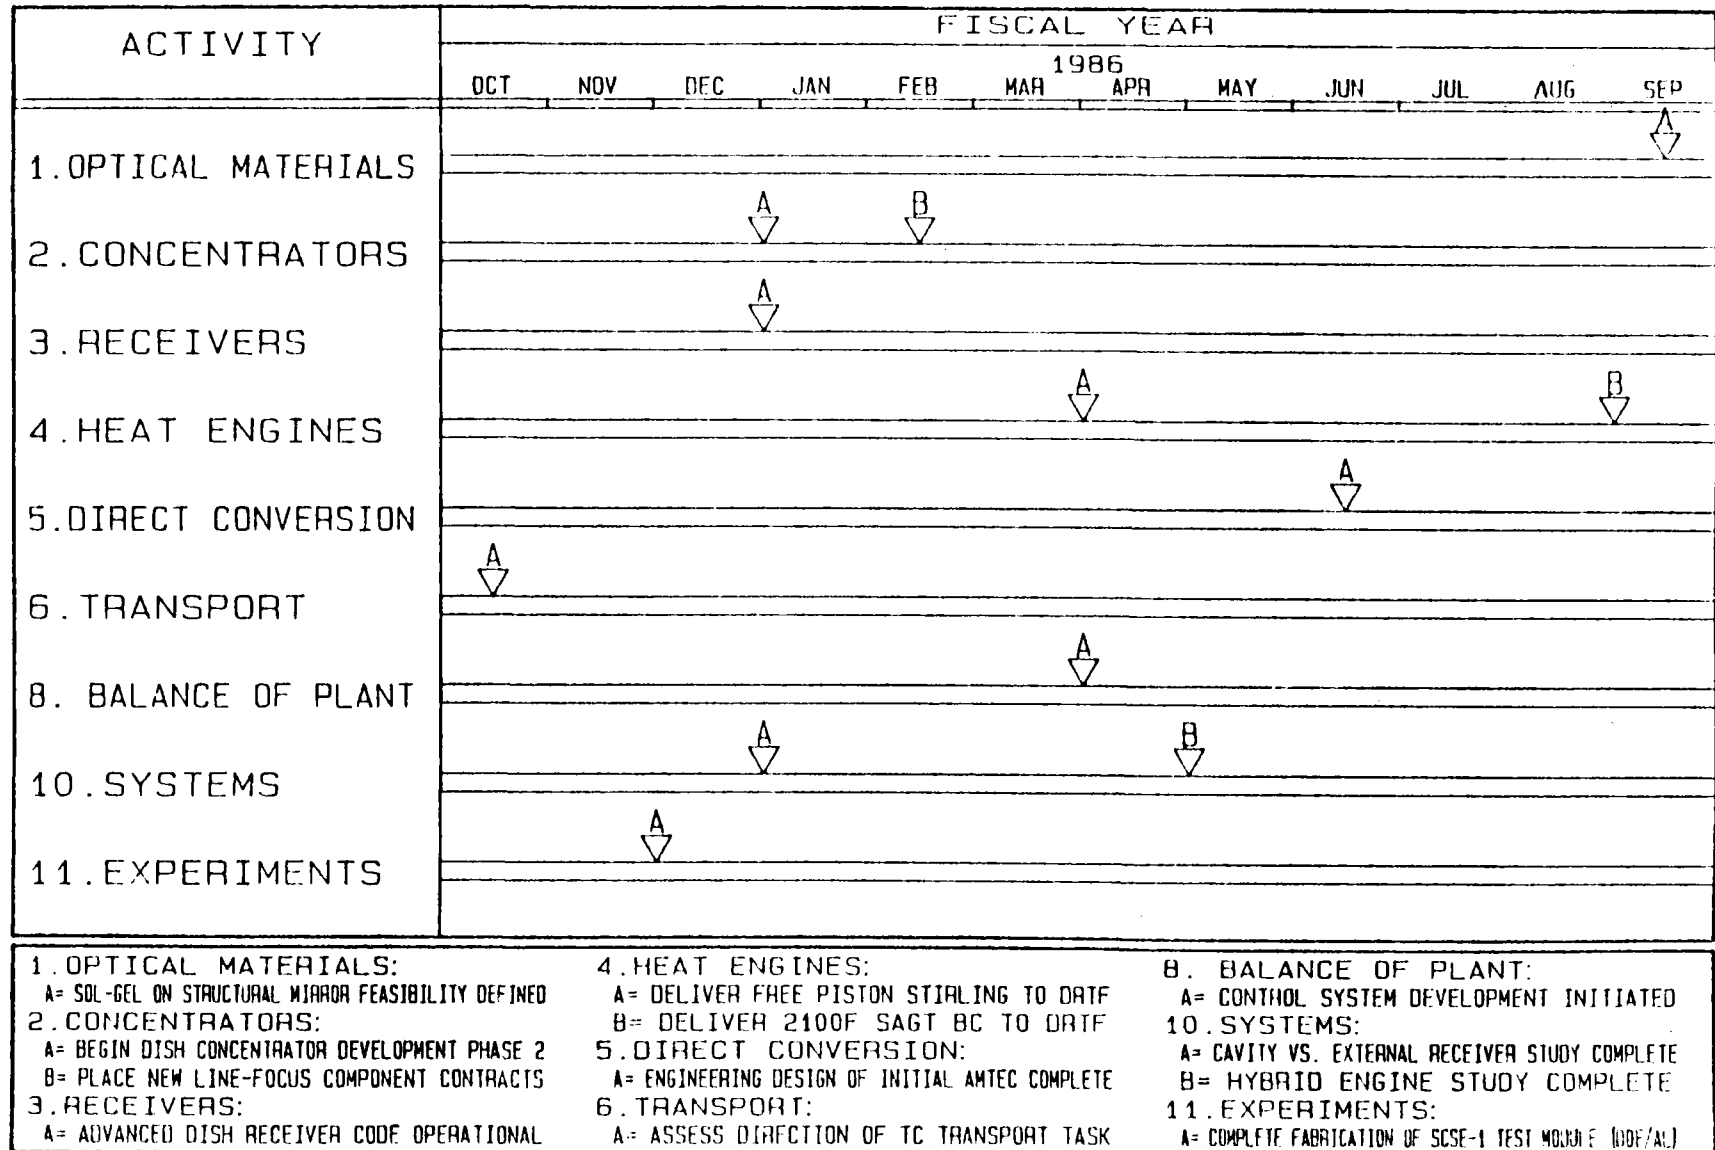 ACTIVITY
FISCAL YEAR
1986
OCT NOV DEC JAN FEB MAR APR MAY JUN JUL AUG SEP
A
1.OPTICAL MATERIALS
A B
2.CONCENTRATORS
A
3.RECEIVERS
A B
4.HEAT ENGINES
A
5.DIRECT CONVERSION
A
6.TRANSPORT
A
8. BALANCE OF PLANT
A B
10.SYSTEMS
A
11.EXPERIMENTS
1.OPTICAL MATERIALS:
A= SOL-GEL ON STRUCTURAL MIRROR FEASIBILITY DEFINED
2.CONCENTRATORS:
A= BEGIN DISH CONCENTRATOR DEVELOPMENT PHASE 2
B= PLACE NEW LINE-FOCUS COMPONENT CONTRACTS
3.RECEIVERS:
A= ADVANCED DISH RECEIVER CODE OPERATIONAL
4.HEAT ENGINES:
A= DELIVER FREE PISTON STIRLING TO DRTF
B= DELIVER 2100F SAGT BC TO DRTF
5.DIRECT CONVERSION:
A= ENGINEERING DESIGN OF INITIAL AMTEC COMPLETE
6.TRANSPORT:
A= ASSESS DIRECTION OF TC TRANSPORT TASK
8. BALANCE OF PLANT:
A= CONTROL SYSTEM DEVELOPMENT INITIATED
10.SYSTEMS:
A= CAVITY VS. EXTERNAL RECEIVER STUDY COMPLETE
B= HYBRID ENGINE STUDY COMPLETE
11.EXPERIMENTS:
A= COMPLETE FABRICATION OF SCSE-1 TEST MODULE (DOE/AL)